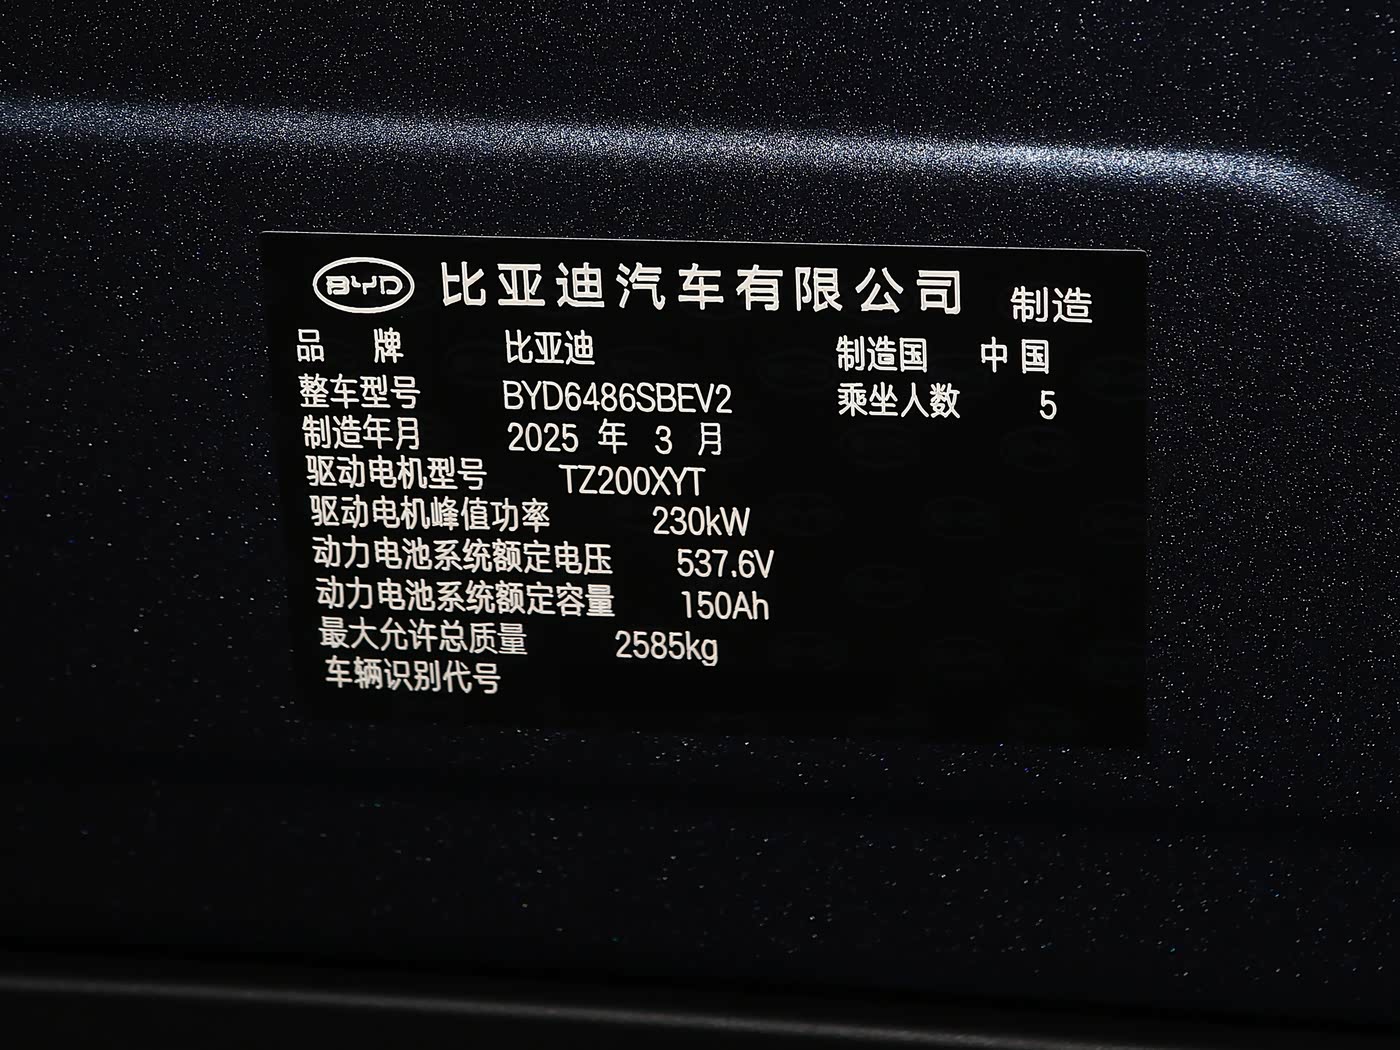 BYD 比亚迪汽车有限公司 制造
品 牌 比亚迪 制造国 中国
整车型号 BYD6486SBEV2 乘坐人数 5
制造年月 2025 年 3 月
驱动电机型号 TZ200XYT
驱动电机峰值功率 230kW
动力电池系统额定电压 537.6V
动力电池系统额定容量 150Ah
最大允许总质量 2585kg
车辆识别代号